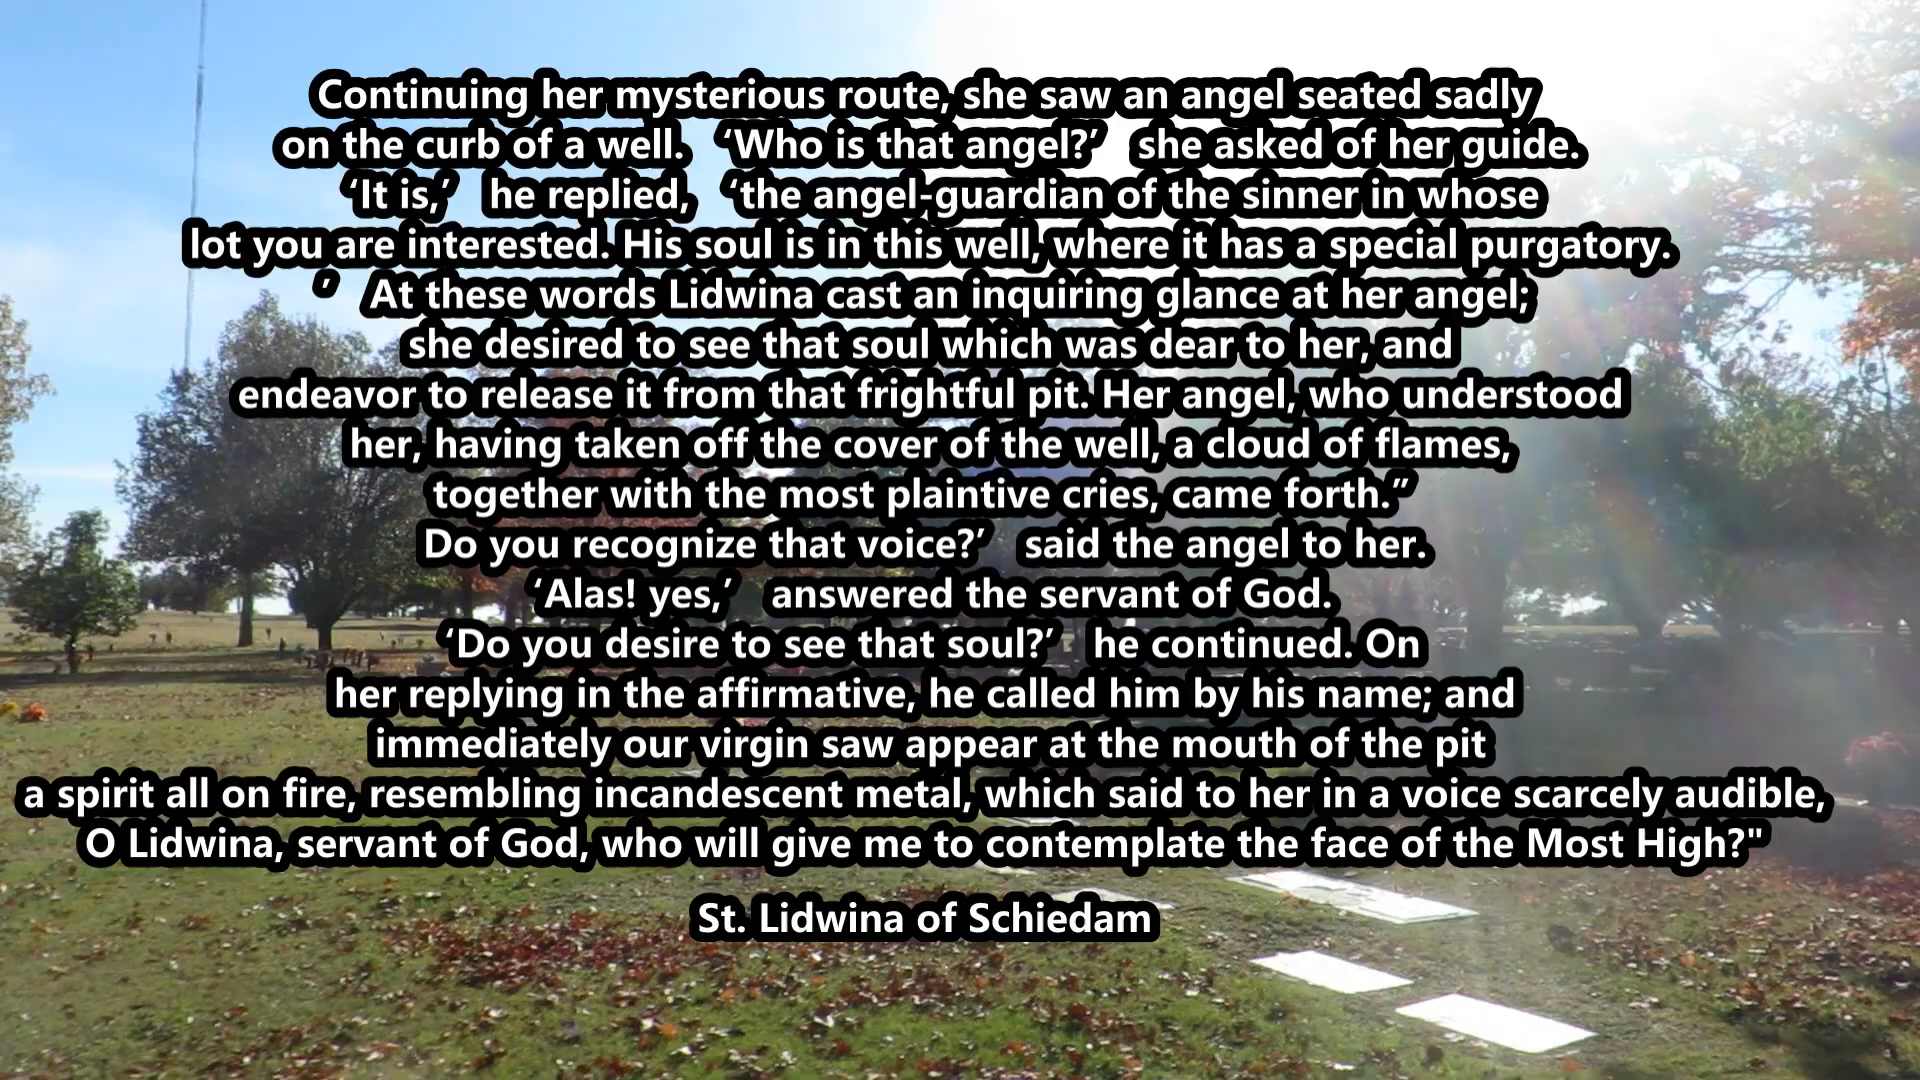 Continuing her mysterious route, she saw an angel seated sadly
on the curb of a well. ‘Who is that angel?’ she asked of her guide.
‘It is,’ he replied, ‘the angel-guardian of the sinner in whose
lot you are interested. His soul is in this well, where it has a special purgatory.
’ At these words Lidwina cast an inquiring glance at her angel;
she desired to see that soul which was dear to her, and
endeavor to release it from that frightful pit. Her angel, who understood
her, having taken off the cover of the well, a cloud of flames,
together with the most plaintive cries, came forth.”
Do you recognize that voice?’ said the angel to her.
‘Alas! yes,’ answered the servant of God.
‘Do you desire to see that soul?’ he continued. On
her replying in the affirmative, he called him by his name; and
immediately our virgin saw appear at the mouth of the pit
a spirit all on fire, resembling incandescent metal, which said to her in a voice scarcely audible,
O Lidwina, servant of God, who will give me to contemplate the face of the Most High?"
St. Lidwina of Schiedam